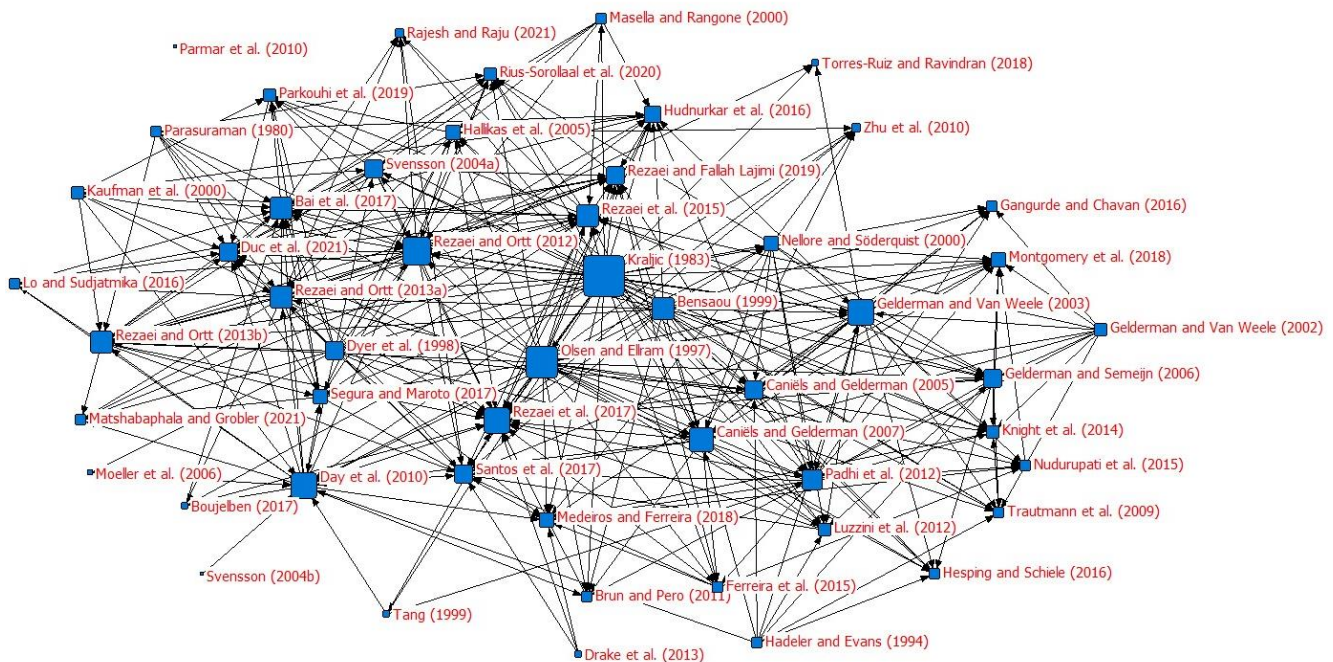 Masella and Rangone (2000)
Rajesh and Raju (2021)
Parmar et al. (2010)
Torres-Ruiz and Ravindran (2018)
Rius-Sorollaal et al. (2020)
Parkouhi et al. (2019)
Hudnurkar et al. (2016)
Zhu et al. (2010)
Parasuraman (1980)
Hallikas et al. (2005)
Svensson (2004a)
Rezaei and Fallah Lajimi (2019)
Kaufman et al. (2000)
Bai et al. (2017)
Gangurde and Chavan (2016)
Rezaei et al. (2015)
Rezaei and Ortt (2012)
Nellore and Söderquist (2000)
Duc et al. (2021)
Kraljic (1983)
Montgomery et al. (2018)
Lo and Sudjatmika (2016)
Rezaei and Ortt (2013a)
Bensaou (1999)
Gelderman and Van Weele (2003)
Gelderman and Van Weele (2002)
Rezaei and Ortt (2013b)
Dyer et al. (1998)
Olsen and Ellram (1997)
Gelderman and Semeijn (2006)
Caniëls and Gelderman (2005)
Segura and Maroto (2017)
Matshabaphala and Grobler (2021)
Rezaei et al. (2017)
Caniëls and Gelderman (2007)
Knight et al. (2014)
Nudurupati et al. (2015)
Moeller et al. (2006)
Day et al. (2010)
Santos et al. (2017)
Padhi et al. (2012)
Boujelben (2017)
Trautmann et al. (2009)
Medeiros and Ferreira (2018)
Luzzini et al. (2012)
Svensson (2004b)
Hesping and Schiele (2016)
Ferreira et al. (2015)
Brun and Pero (2011)
Tang (1999)
Hadeler and Evans (1994)
Drake et al. (2013)